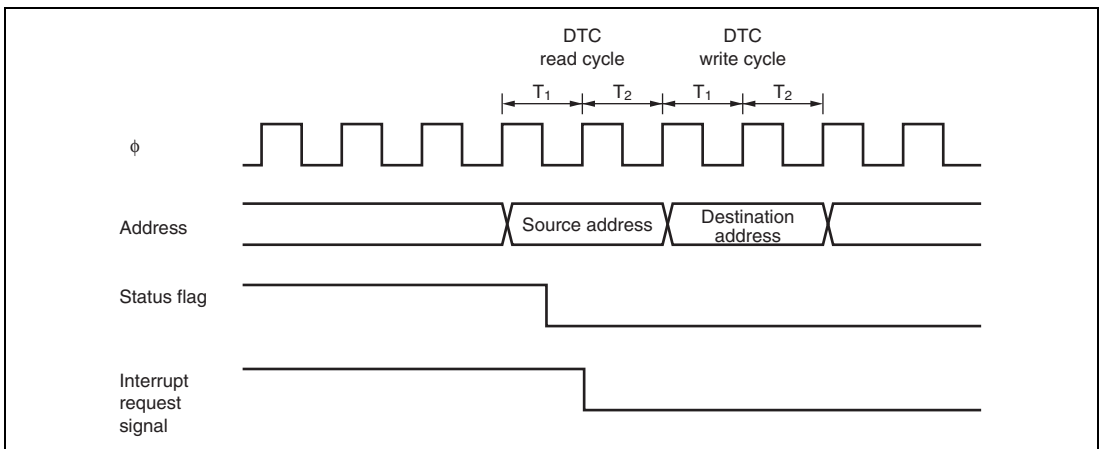 DTC
read cycle
DTC
write cycle
T1
T2
T1
T2
ϕ
Address
Source address
Destination
address
Status flag
Interrupt
request
signal